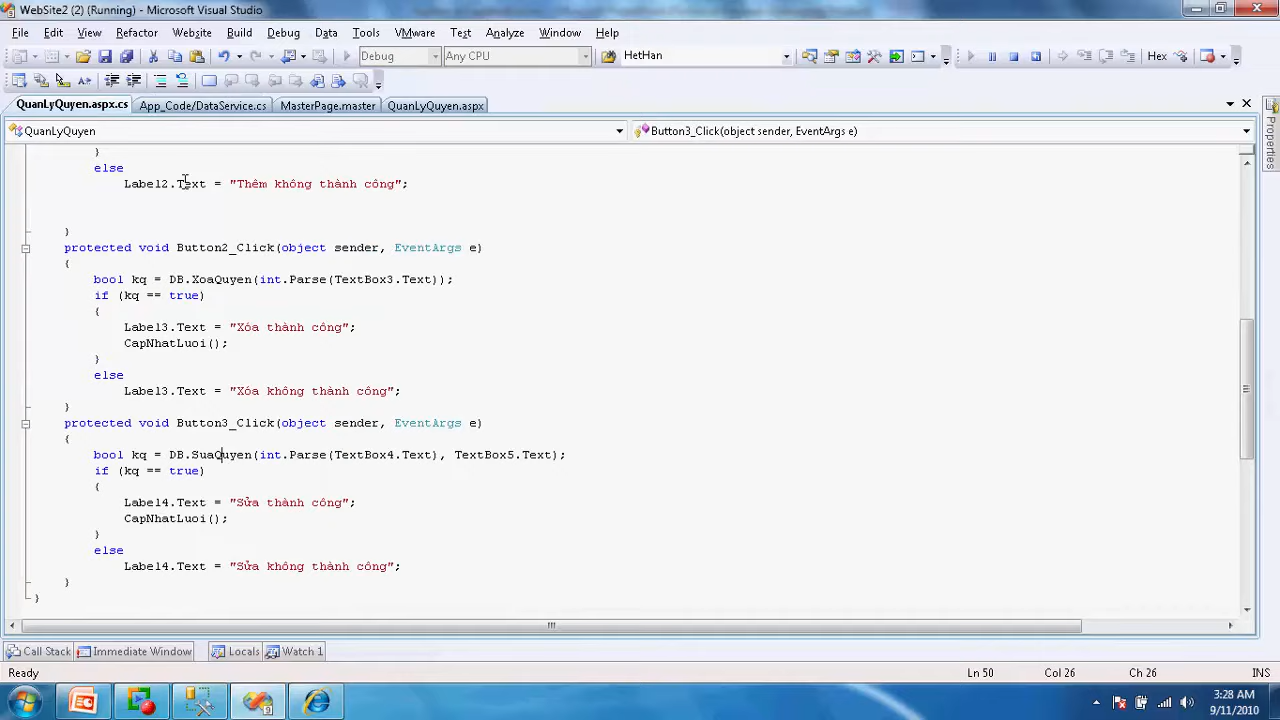 WebSite2 (2) (Running) - Microsoft Visual Studio
File Edit View Refactor Website Build Debug Data Tools VMware Test Analyze Window Help
Debug Any CPU HetHan Hex
QuanLyQuyen.aspx.cs App_Code/DataService.cs MasterPage.master QuanLyQuyen.aspx
QuanLyQuyen Button3_Click(object sender, EventArgs e)
Properties
}
else
Label2.Text = "Thêm không thành công";
}
protected void Button2_Click(object sender, EventArgs e)
{
bool kq = DB.XoaQuyen(int.Parse(TextBox3.Text));
if (kq == true)
{
Label3.Text = "Xóa thành công";
CapNhatLuoi();
}
else
Label3.Text = "Xóa không thành công";
}
protected void Button3_Click(object sender, EventArgs e)
{
bool kq = DB.SuaQuyen(int.Parse(TextBox4.Text), TextBox5.Text);
if (kq == true)
{
Label4.Text = "Sửa thành công";
CapNhatLuoi();
}
else
Label4.Text = "Sửa không thành công";
}
}
Call Stack Immediate Window Locals Watch 1
Ready Ln 50 Col 26 Ch 26 INS
3:28 AM
9/11/2010